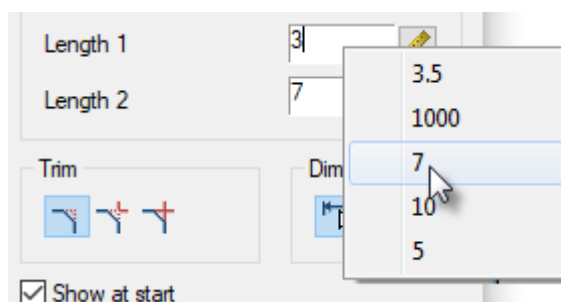 Length 1
3
Length 2
7
3.5
1000
7
10
5
Trim
Dim
Show at start